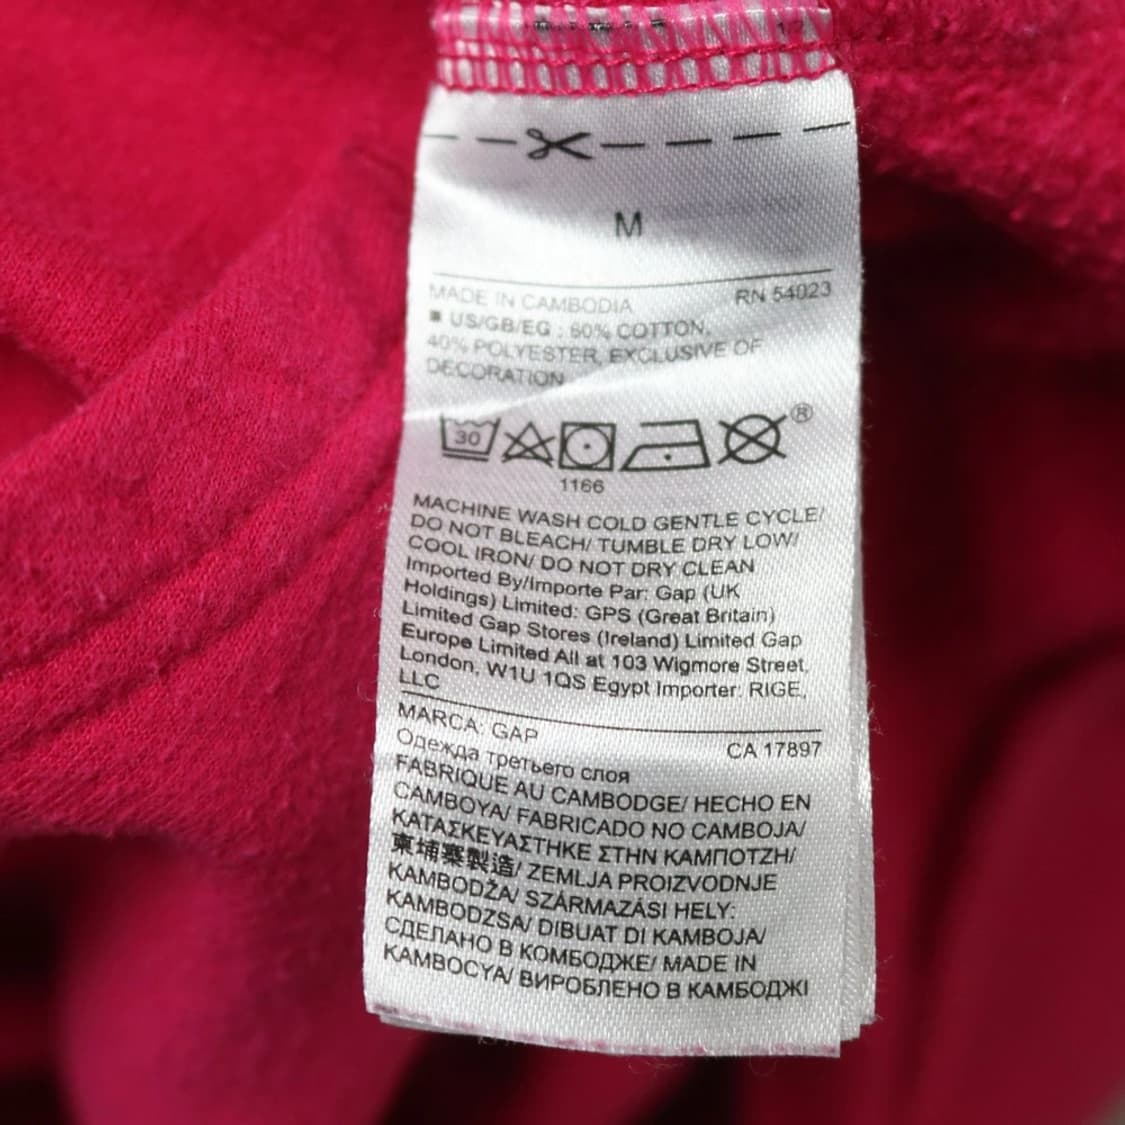 M
MADE IN CAMBODIA RN 54023
US/GB/EG : 60% COTTON,
40% POLYESTER, EXCLUSIVE OF
DECORATION
30 ®
1166
MACHINE WASH COLD GENTLE CYCLE/
DO NOT BLEACH/ TUMBLE DRY LOW/
COOL IRON/ DO NOT DRY CLEAN
Imported By/Importe Par: Gap (UK
Holdings) Limited: GPS (Great Britain)
Limited Gap Stores (Ireland) Limited Gap
Europe Limited All at 103 Wigmore Street,
London, W1U 1QS Egypt Importer: RIGE,
LLC
MARCA: GAP CA 17897
Одежда третьего слоя
FABRIQUE AU CAMBODGE/ HECHO EN
CAMBOYA/ FABRICADO NO CAMBOJA/
ΚΑΤΑΣΚΕΥΑΣΤΗΚΕ ΣΤΗΝ ΚΑΜΠΟΤΖΗ/
柬埔寨製造/ ZEMLJA PROIZVODNJE
KAMBODŽA/ SZÁRMAZÁSI HELY:
KAMBODZSA/ DIBUAT DI KAMBOJA/
СДЕЛАНО В КОМБОДЖЕ/ MADE IN
KAMBOCYA/ ВИРОБЛЕНО В КАМБОДЖІ